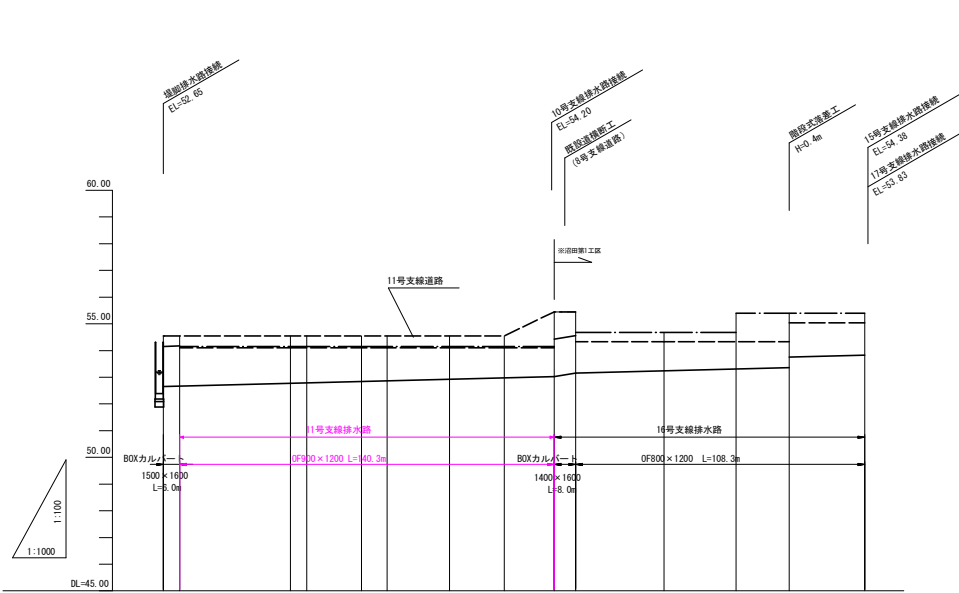 堤脚排水路接続
EL=52.65
10号支線排水路接続
EL=54.20
既設道横断工
(8号支線道路)
階段式落差工
H=0.4m
15号支線排水路接続
EL=54.38
17号支線排水路接続
EL=53.83
60.00
※沼田第1工区
11号支線道路
55.00
11号支線排水路
16号支線排水路
50.00
BOXカルバート
OF900×1200 L=140.3m
BOXカルバート
OF800×1200 L=108.3m
1500×1600
L=6.0m
1400×1600
L=8.0m
1:100
1:1000
DL=45.00